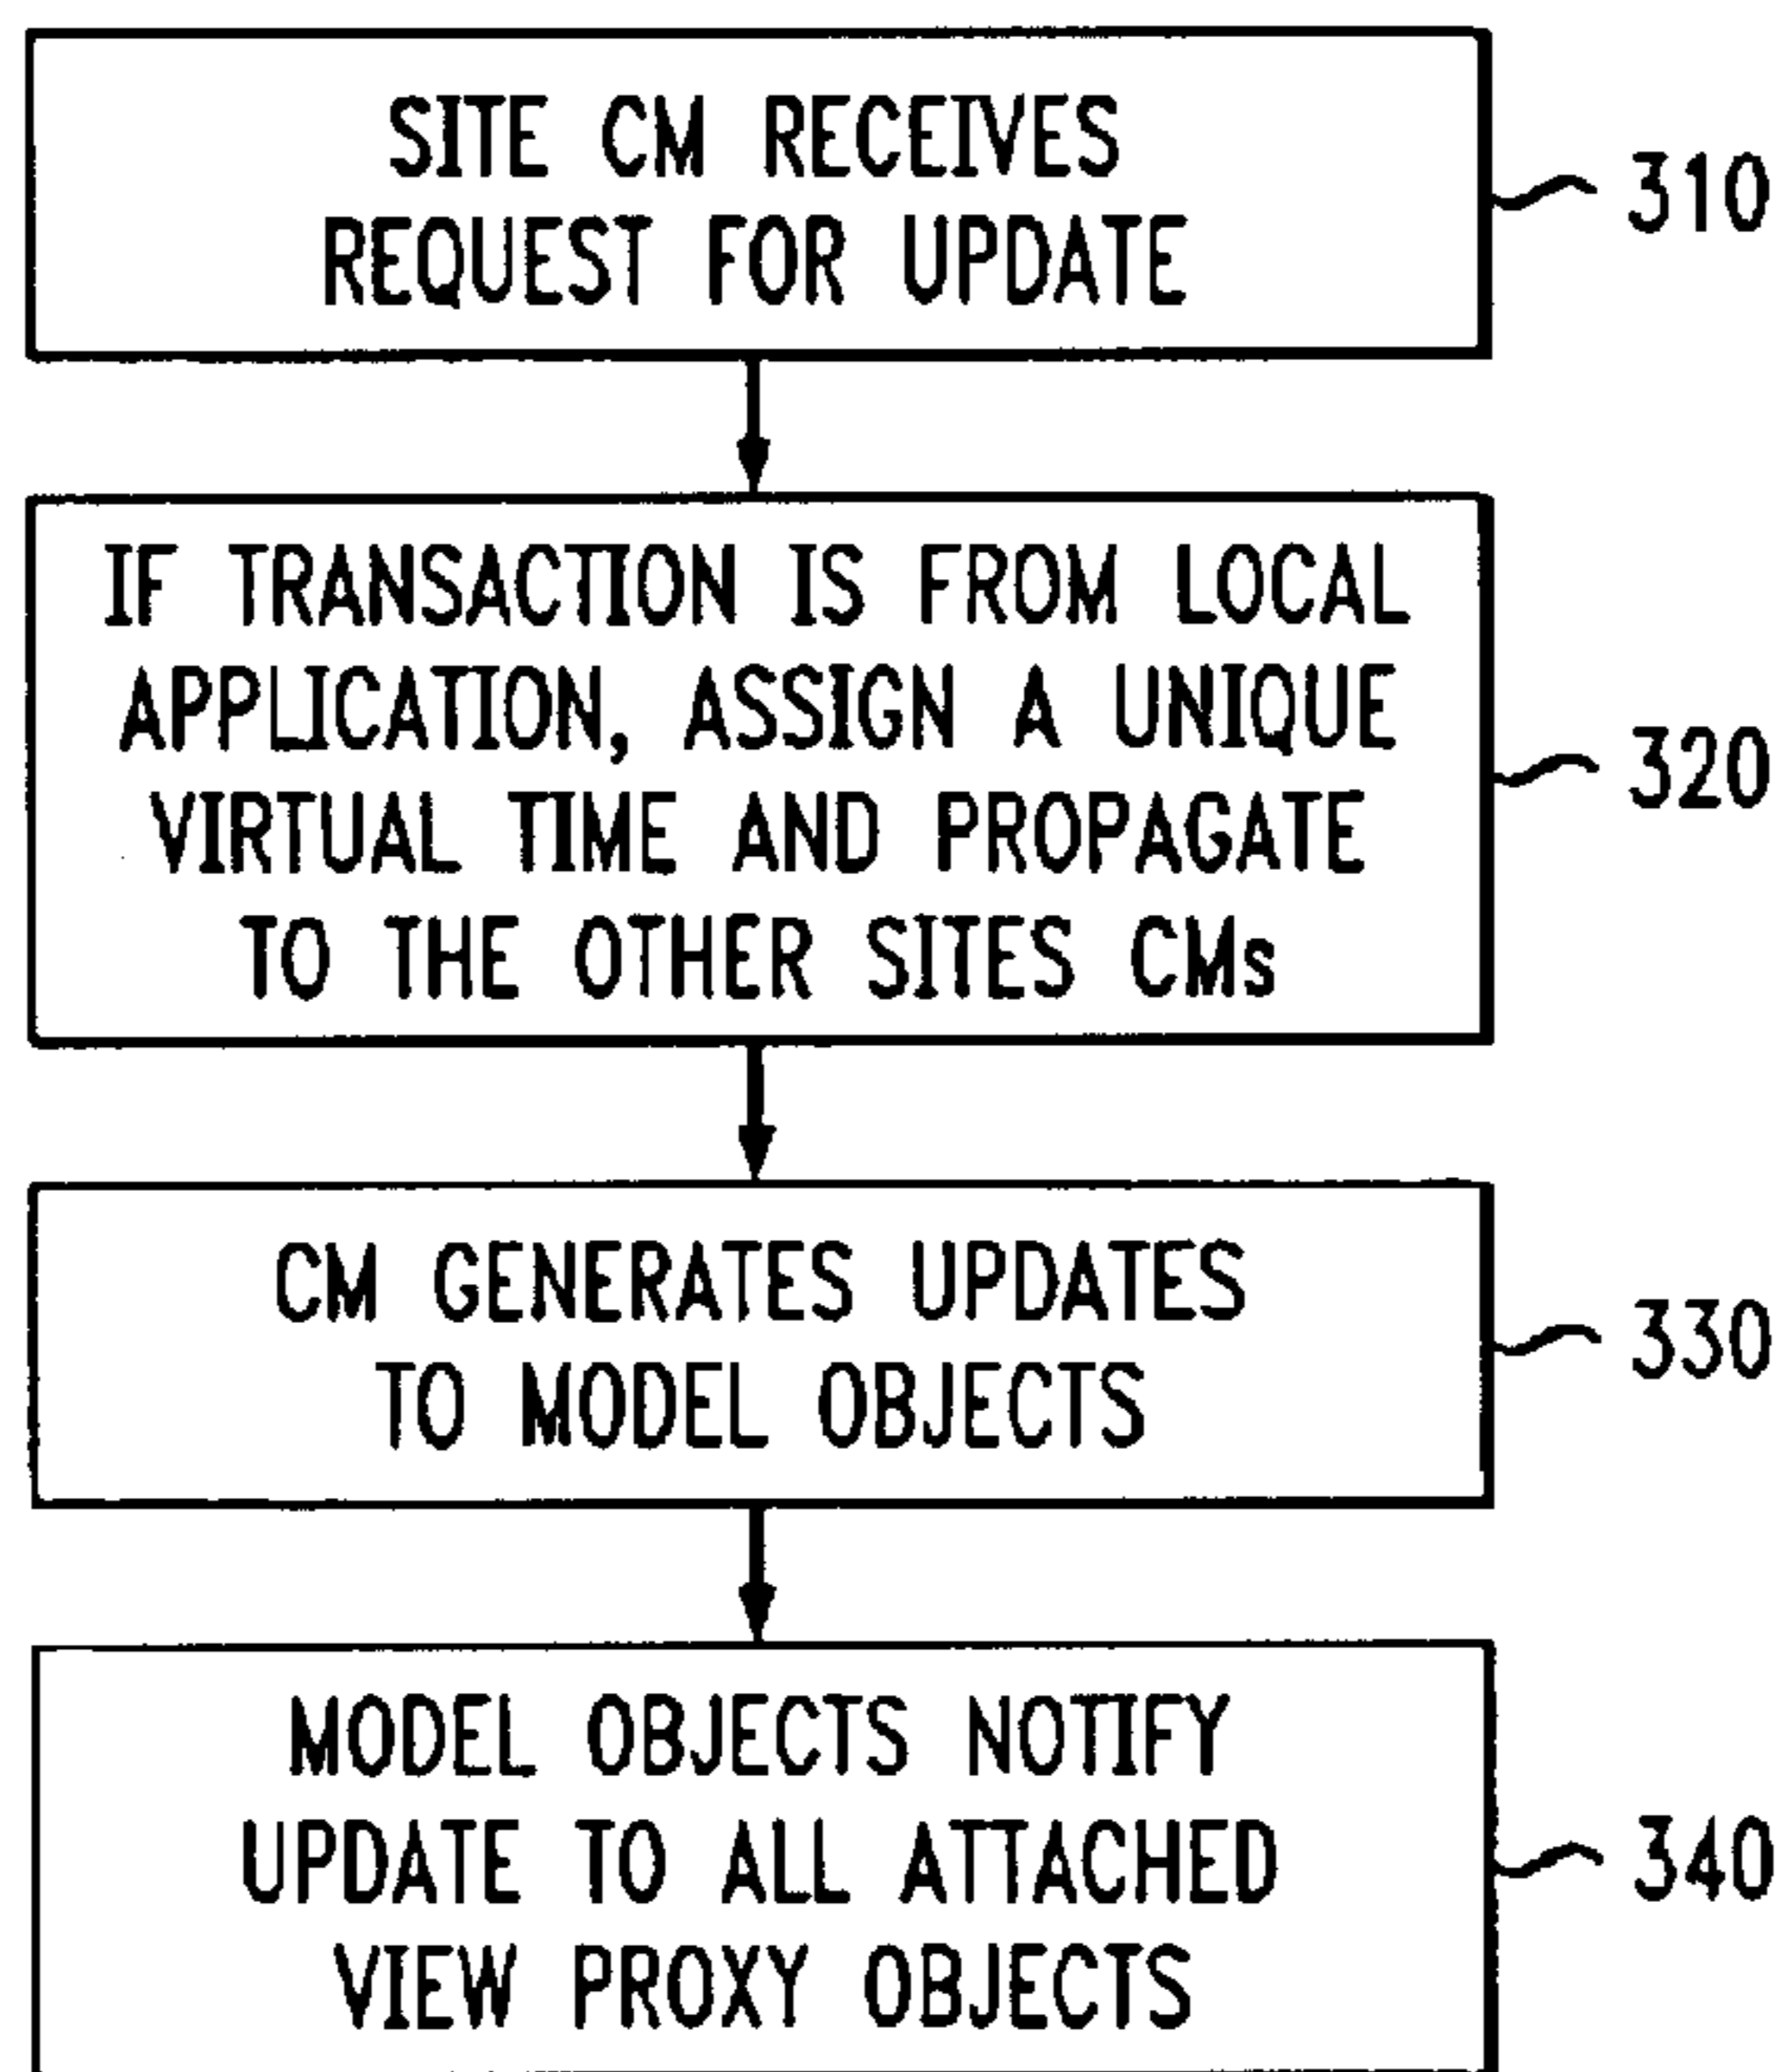 SITE CM RECEIVES
REQUEST FOR UPDATE
310
IF TRANSACTION IS FROM LOCAL
APPLICATION, ASSIGN A UNIQUE
VIRTUAL TIME AND PROPAGATE
TO THE OTHER SITES CMs
320
CM GENERATES UPDATES
TO MODEL OBJECTS
330
MODEL OBJECTS NOTIFY
UPDATE TO ALL ATTACHED
VIEW PROXY OBJECTS
340